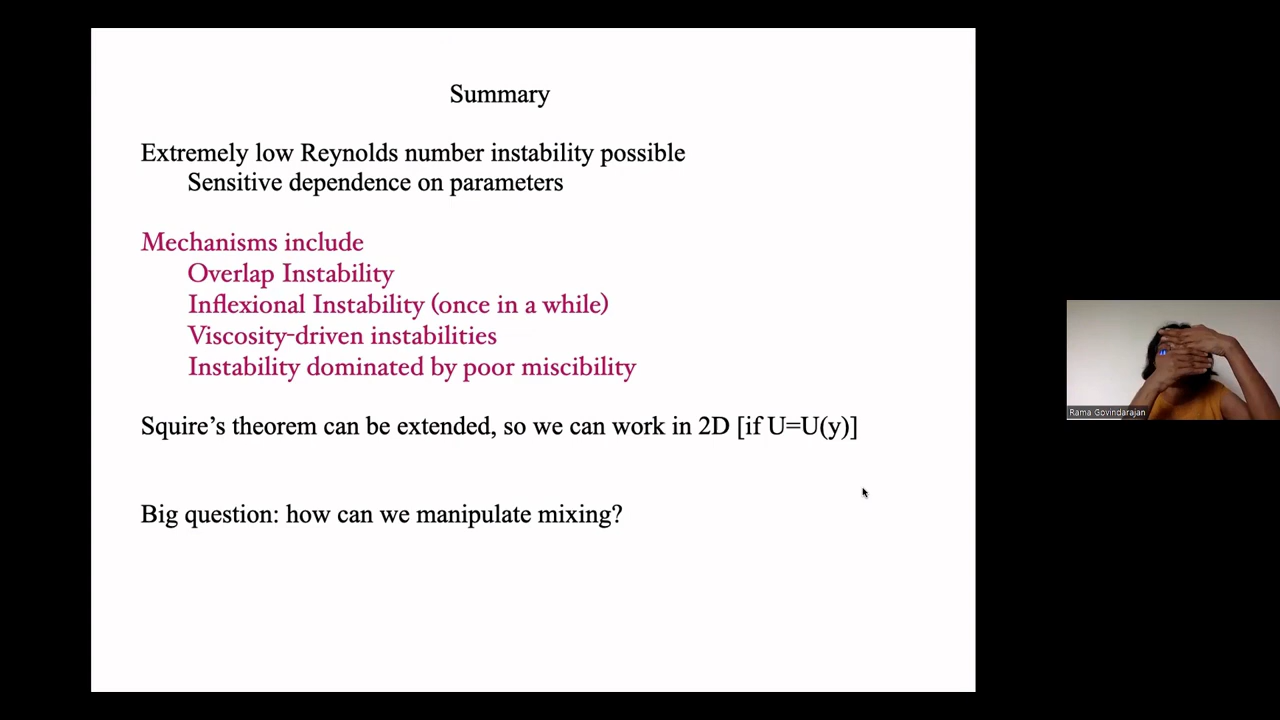 Summary
Extremely low Reynolds number instability possible
Sensitive dependence on parameters
Mechanisms include
Overlap Instability
Inflexional Instability (once in a while)
Viscosity-driven instabilities
Instability dominated by poor miscibility
Squire’s theorem can be extended, so we can work in 2D [if U=U(y)]
Big question: how can we manipulate mixing?
Rama Govindarajan